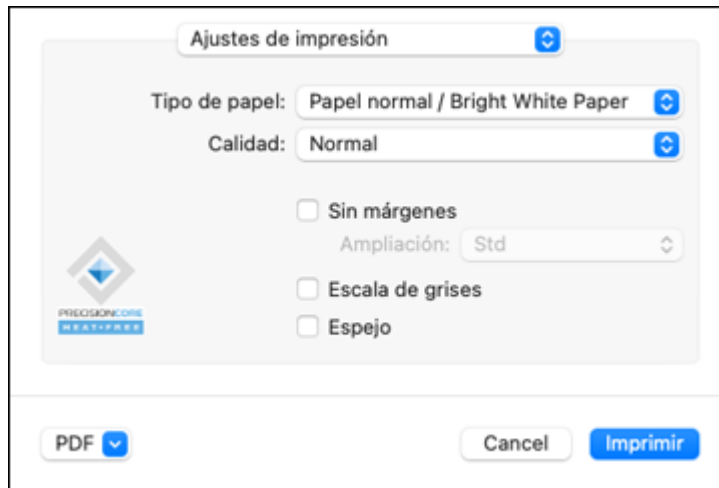 Ajustes de impresión
Tipo de papel: Papel normal / Bright White Paper
Calidad: Normal
Sin márgenes
Ampliación: Std
Escala de grises
Espejo
PRECISIONCORE
HEAT-FREE
PDF Cancel Imprimir